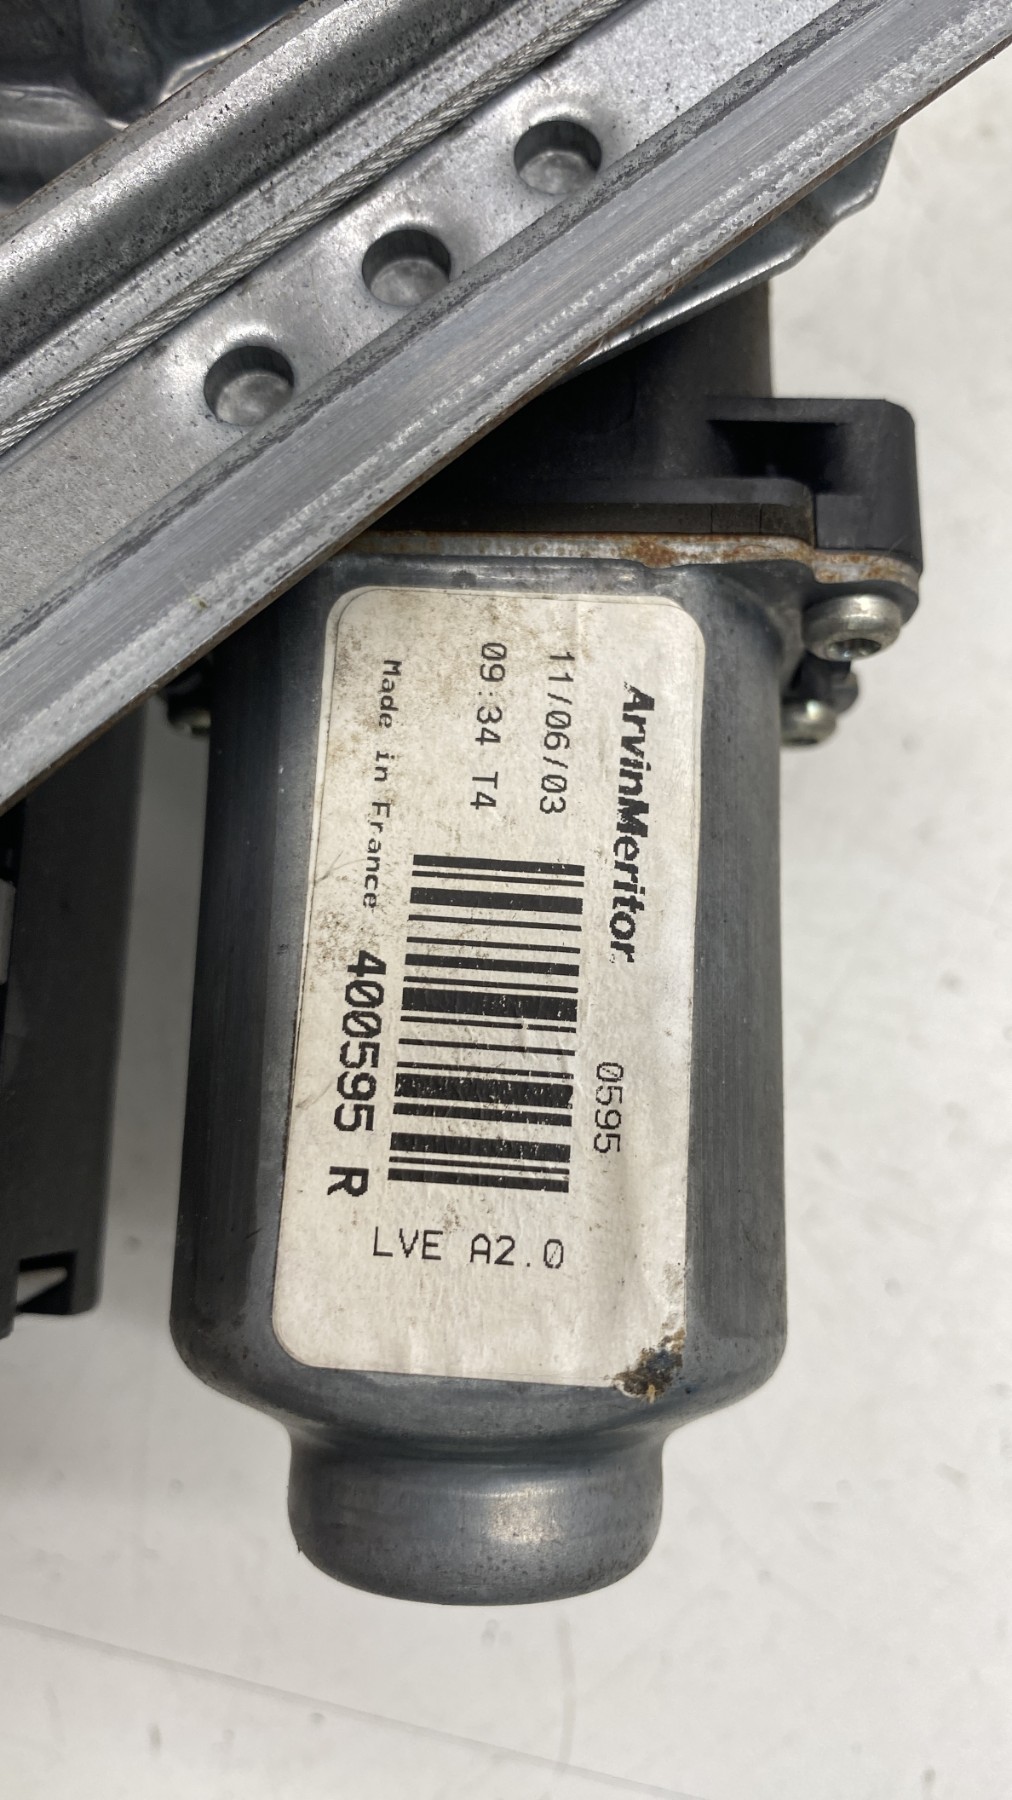 ArvinMeritor
0595
11/06/03
09:34 T4
Made in France 400595 R
LVE A2.0